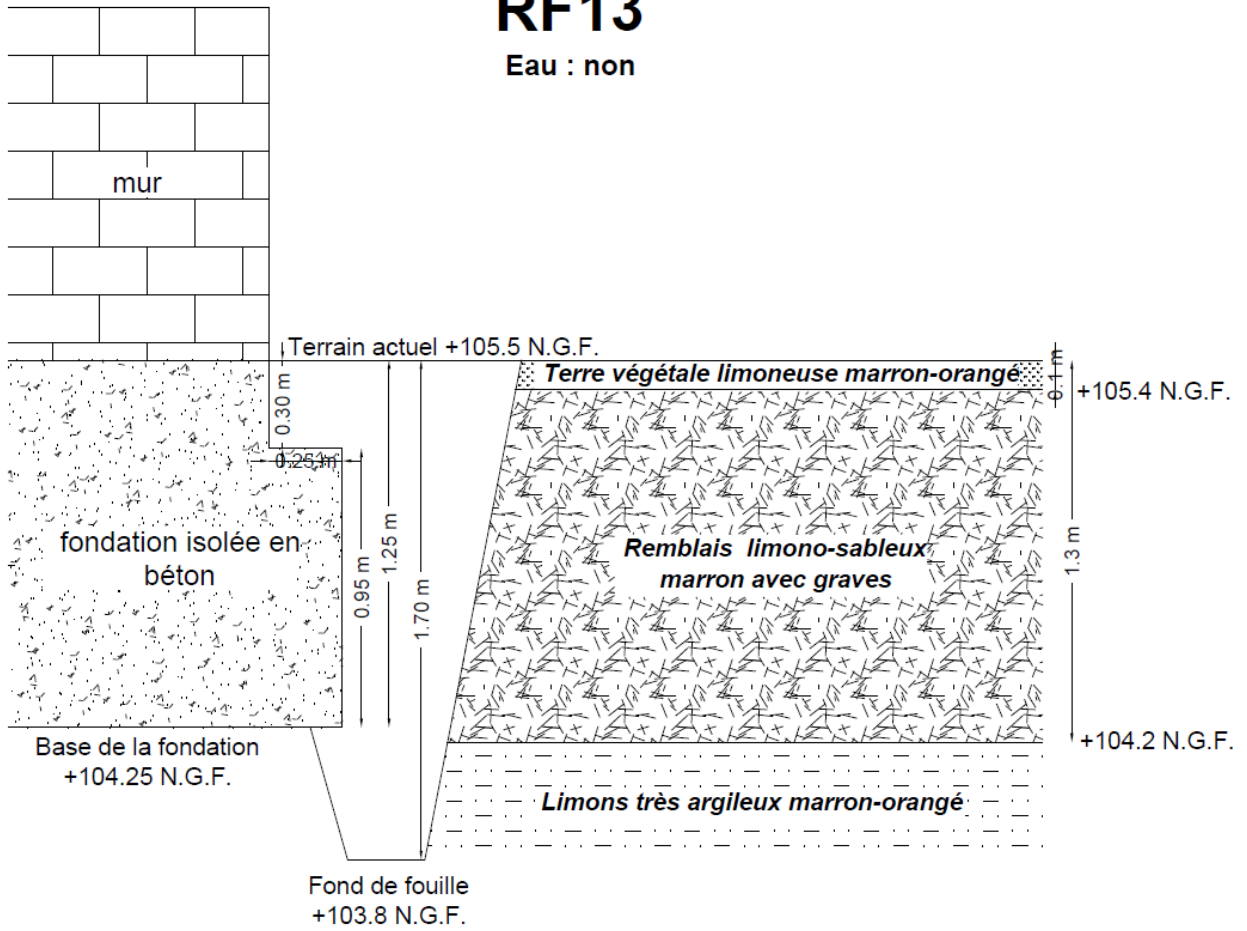 RF13
Eau : non
mur
Terrain actuel +105.5 N.G.F.
Terre végétale limoneuse marron-orangé
0.1 m
+105.4 N.G.F.
0.30 m
0.25 m
fondation isolée en
béton
0.95 m
1.25 m
1.70 m
Remblais limono-sableux
marron avec graves
1.3 m
Base de la fondation
+104.25 N.G.F.
+104.2 N.G.F.
Limons très argileux marron-orangé
Fond de fouille
+103.8 N.G.F.